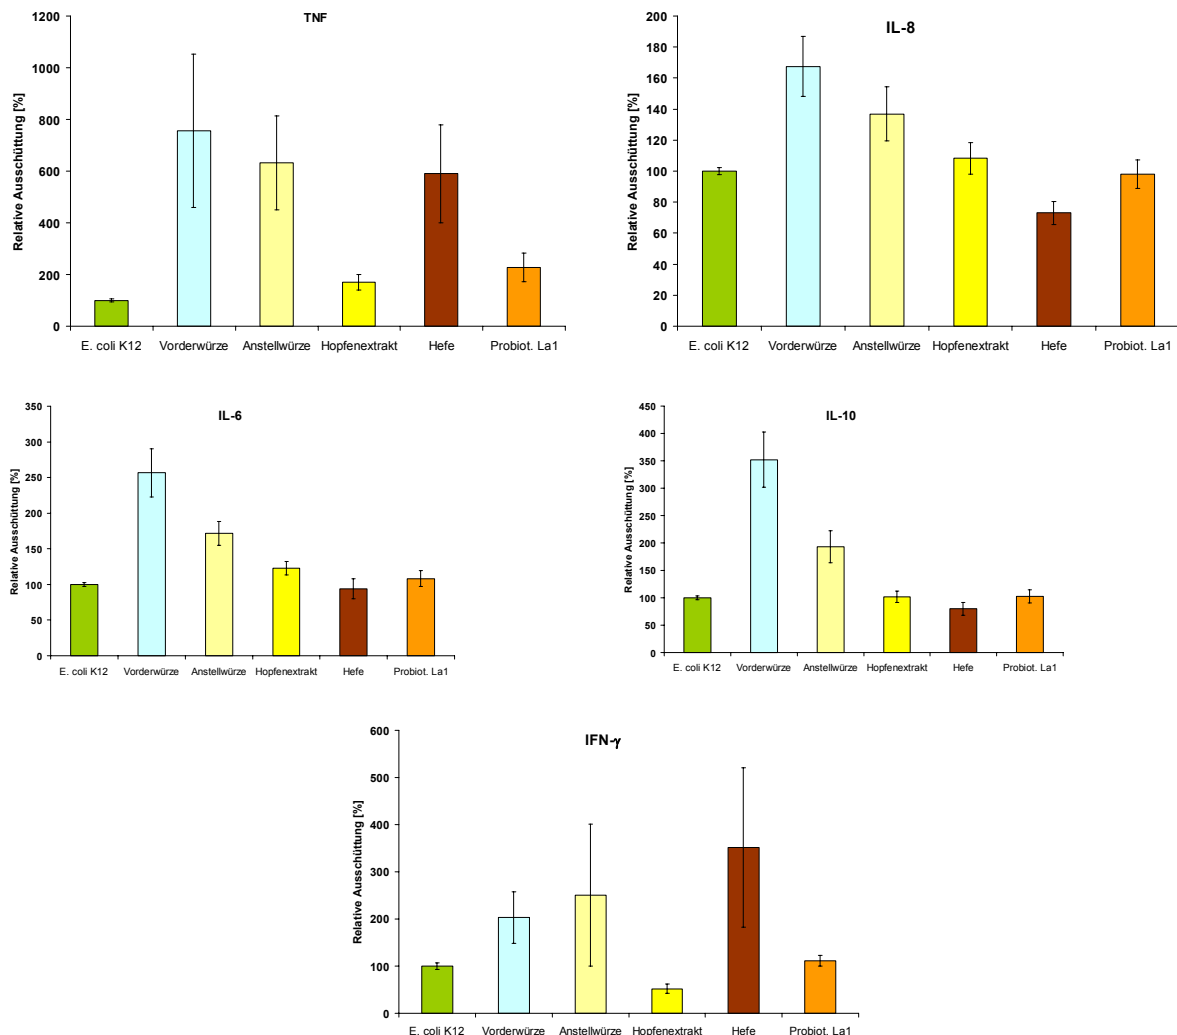 TNF
Relative Ausschüttung [%]
1200
1000
800
600
400
200
0
E. coli K12 Vorderwürze Anstellwürze Hopfenextrakt Hefe Probiot. La1
IL-8
Relative Ausschüttung [%]
200
180
160
140
120
100
80
60
40
20
0
E. coli K12 Vorderwürze Anstellwürze Hopfenextrakt Hefe Probiot. La1
IL-6
Relative Ausschüttung [%]
350
300
250
200
150
100
50
0
E. coli K12 Vorderwürze Anstellwürze Hopfenextrakt Hefe Probiot. La1
IL-10
Relative Ausschüttung [%]
450
400
350
300
250
200
150
100
50
0
E. coli K12 Vorderwürze Anstellwürze Hopfenextrakt Hefe Probiot. La1
IFN-γ
Relative Ausschüttung [%]
600
500
400
300
200
100
0
E. coli K12 Vorderwürze Anstellwürze Hopfenextrakt Hefe Probiot. La1